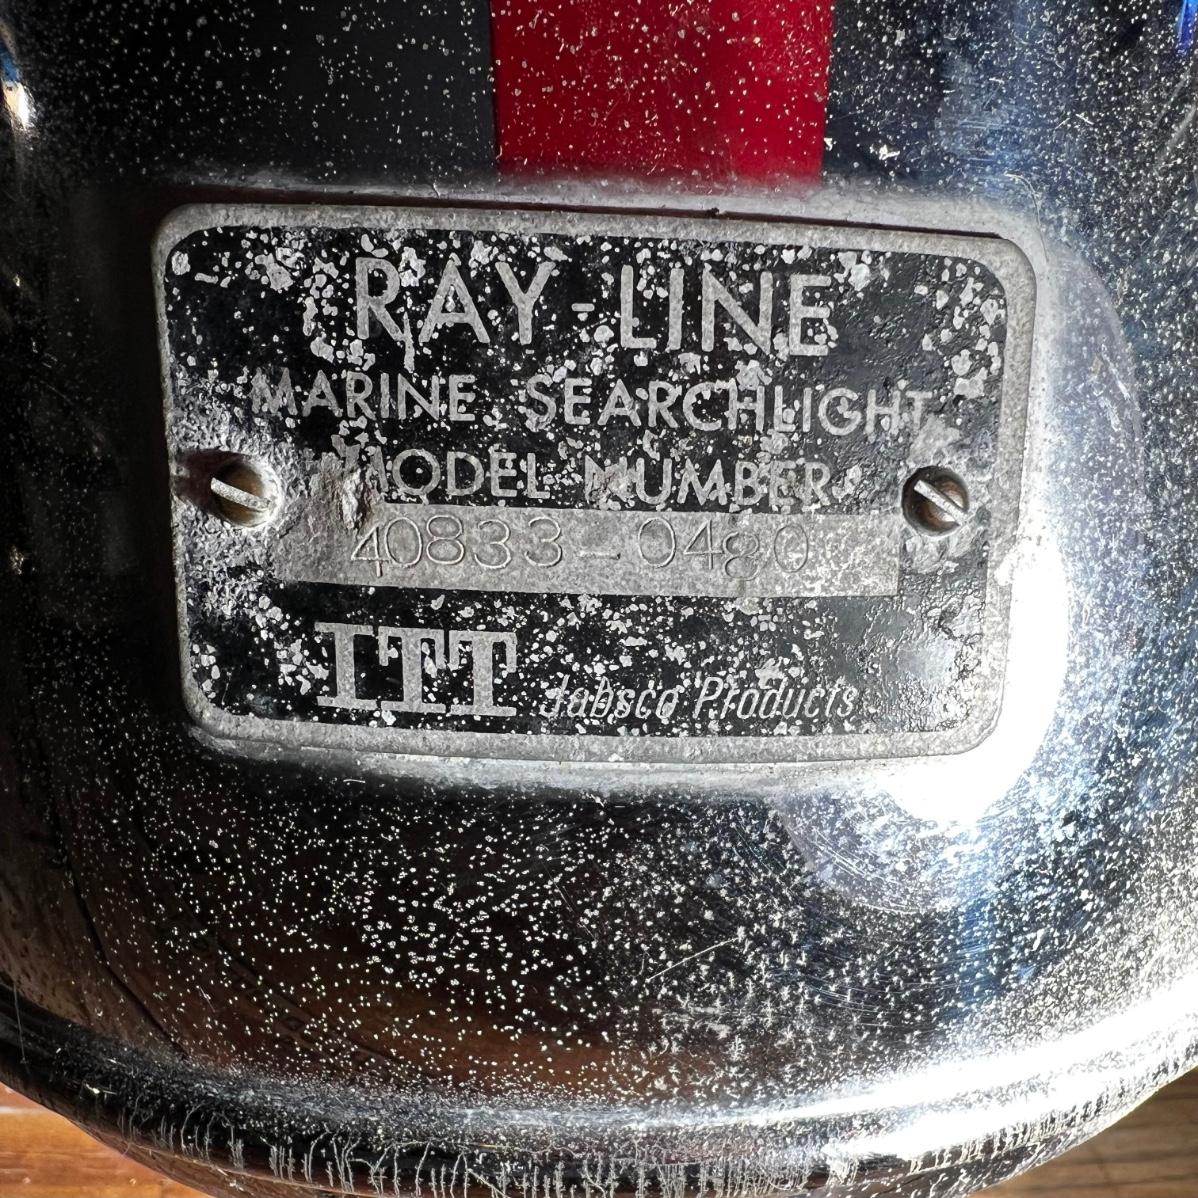 RAY-LINE
MARINE SEARCHLIGHT
MODEL NUMBER
40833-0480
ITT Jabsco Products